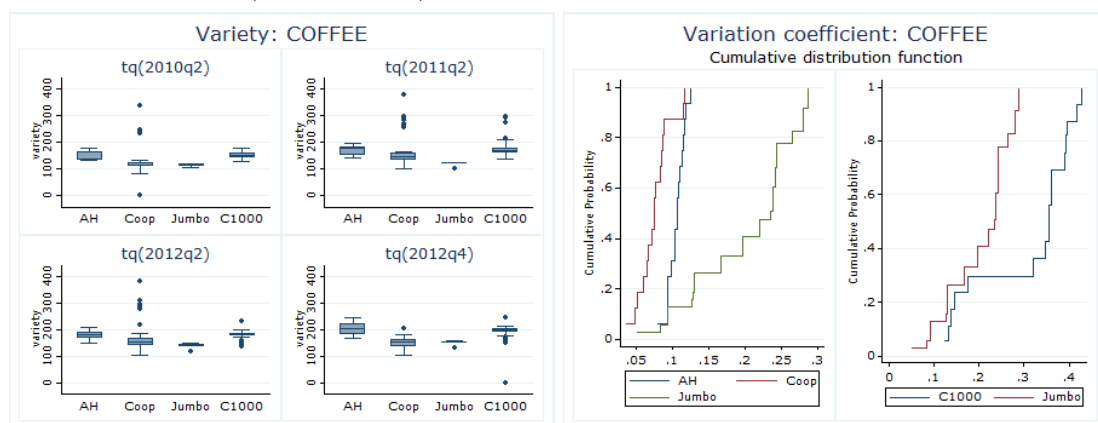 Variety: COFFEE
tq(2010q2)
tq(2011q2)
variety
0 100 200 300 400
AH Coop Jumbo C1000
variety
0 100 200 300 400
AH Coop Jumbo C1000
tq(2012q2)
tq(2012q4)
variety
0 100 200 300 400
AH Coop Jumbo C1000
variety
0 100 200 300 400
AH Coop Jumbo C1000
Variation coefficient: COFFEE
Cumulative distribution function
Cumulative Probability
0 .2 .4 .6 .8 1
.05 .1 .15 .2 .25 .3
AH Coop
Jumbo
Cumulative Probability
0 .2 .4 .6 .8 1
0 .1 .2 .3 .4
C1000 Jumbo